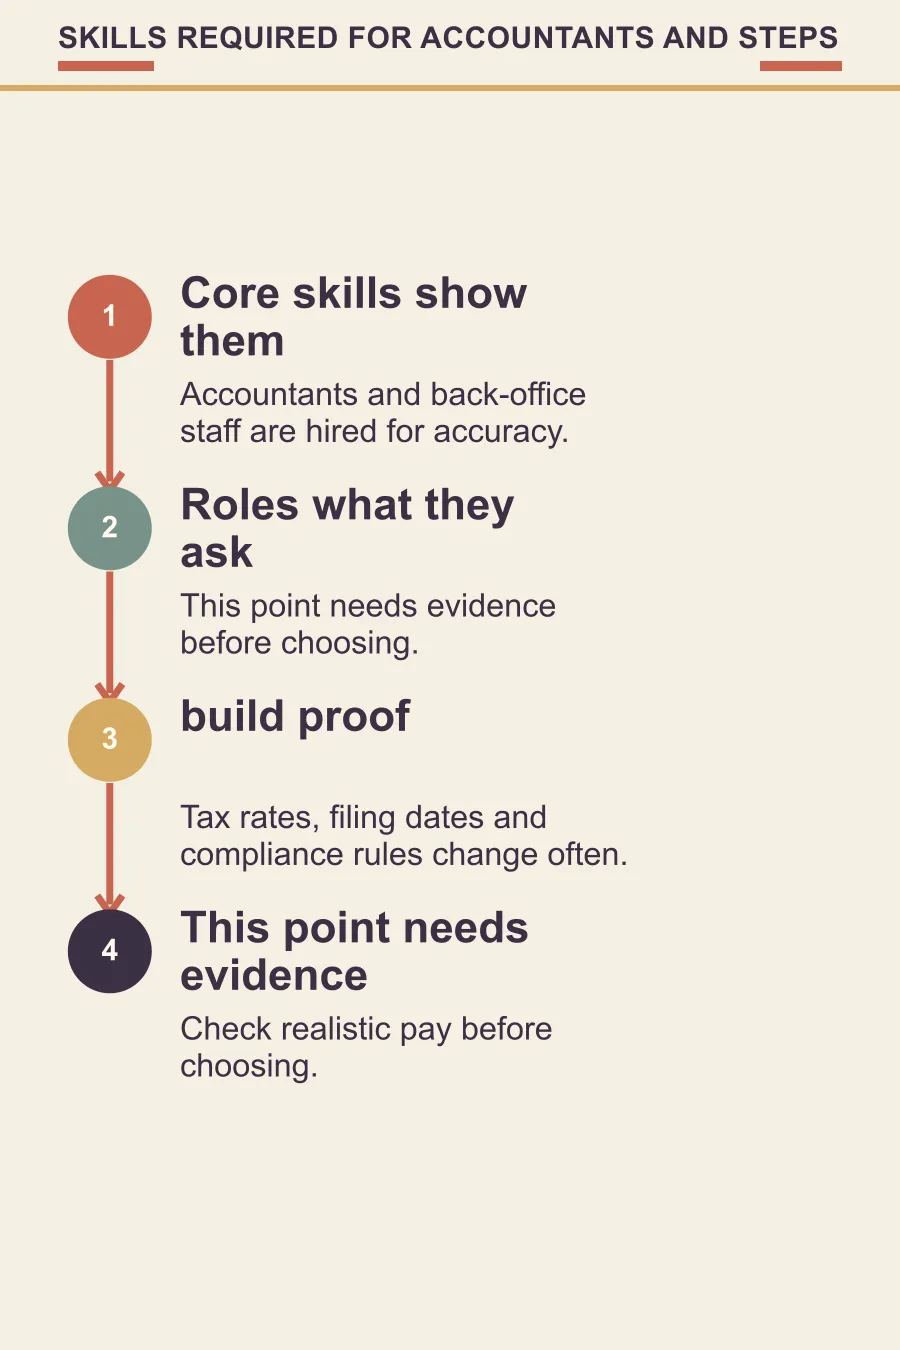 SKILLS REQUIRED FOR ACCOUNTANTS AND STEPS
1
Core skills show
them
Accountants and back-office
staff are hired for accuracy.
2
Roles what they
ask
This point needs evidence
before choosing.
3
build proof
Tax rates, filing dates and
compliance rules change often.
4
This point needs
evidence
Check realistic pay before
choosing.